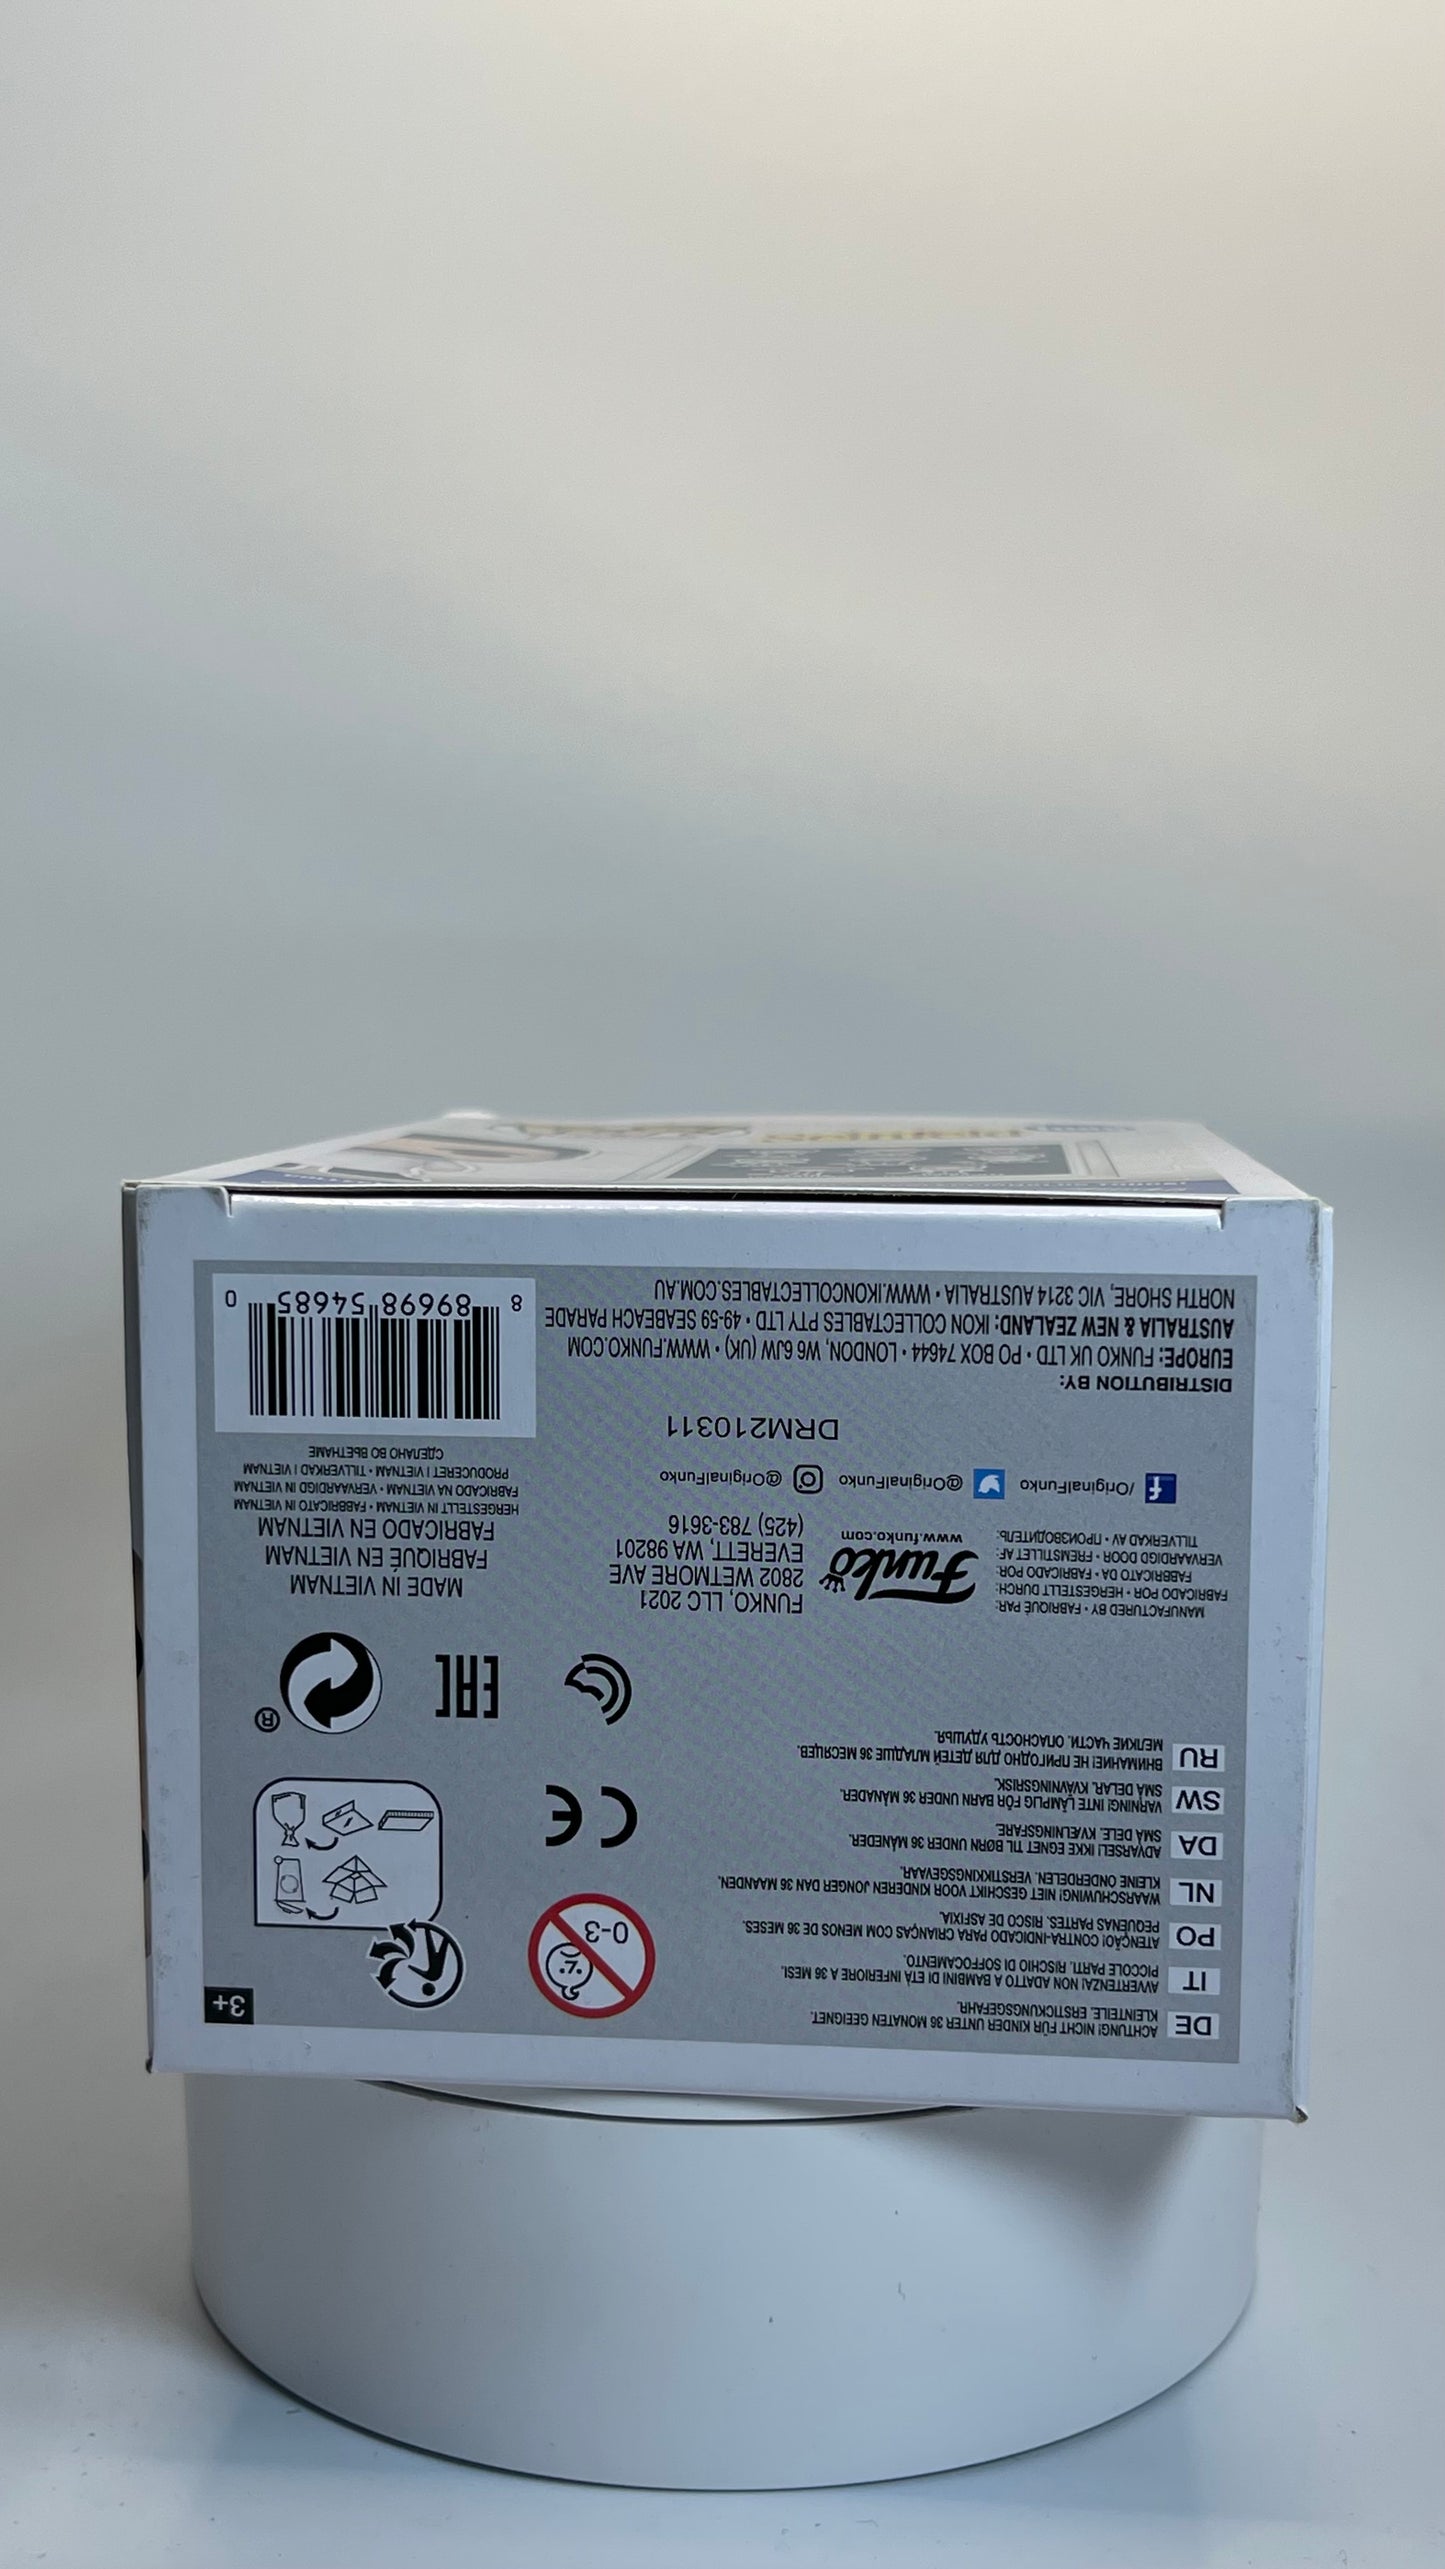 DE
ACHTUNG! NICHT FÜR KINDER UNTER 36 MONATEN GEEIGNET.
KLEINTEILE. ERSTICKUNGSGEFAHR.
IT
AVVERTENZA! NON ADATTO A BAMBINI DI ETÀ INFERIORE A 36 MESI.
PICCOLE PARTI. RISCHIO DI SOFFOCAMENTO.
PO
ATENÇÃO! CONTRA-INDICADO PARA CRIANÇAS COM MENOS DE 36 MESES.
PEQUENAS PARTES. RISCO DE ASFIXIA.
NL
WAARSCHUWING! NIET GESCHIKT VOOR KINDEREN JONGER DAN 36 MAANDEN.
KLEINE ONDERDELEN. VERSTIKKINGSGEVAAR.
DA
ADVARSEL! IKKE EGNET TIL BØRN UNDER 36 MÅNEDER.
SMÅ DELE. KVÆLNINGSFARE.
SW
VARNING! INTE LÄMPLIG FÖR BARN UNDER 36 MÅNADER.
SMÅ DELAR. KVÄVNINGSRISK.
RU
ВНИМАНИЕ! НЕ ПРИГОДНО ДЛЯ ДЕТЕЙ МЛАДШЕ 36 МЕСЯЦЕВ.
МЕЛКИЕ ЧАСТИ. ОПАСНОСТЬ УДУШЬЯ.
0-3
3+
CE
EAC
®
MANUFACTURED BY • FABRIQUÉ PAR:
FABRICADO POR • HERGESTELLT DURCH:
FABBRICATO DA • FABRICADO POR:
VERVAARDIGD DOOR • FREMSTILLET AF:
TILLVERKAD AV • ПРОИЗВОДИТЕЛЬ:
Funko
www.funko.com
FUNKO, LLC 2021
2802 WETMORE AVE
EVERETT, WA 98201
(425) 783-3616
/OriginalFunko
@OriginalFunko
@OriginalFunko
DRM210311
MADE IN VIETNAM
FABRIQUÉ EN VIETNAM
FABRICADO EN VIETNAM
HERGESTELLT IN VIETNAM • FABBRICATO IN VIETNAM
FABRICADO NA VIETNAM • VERVAARDIGD IN VIETNAM
PRODUCERET I VIETNAM • TILLVERKAD I VIETNAM
СДЕЛАНО ВО ВЬЕТНАМЕ
DISTRIBUTION BY:
EUROPE: FUNKO UK LTD • PO BOX 74644 • LONDON, W6 6JW (UK) • WWW.FUNKO.COM
AUSTRALIA & NEW ZEALAND: IKON COLLECTABLES PTY LTD • 49-59 SEABEACH PARADE
NORTH SHORE, VIC 3214 AUSTRALIA • WWW.IKONCOLLECTABLES.COM.AU
8 89698 54685 0